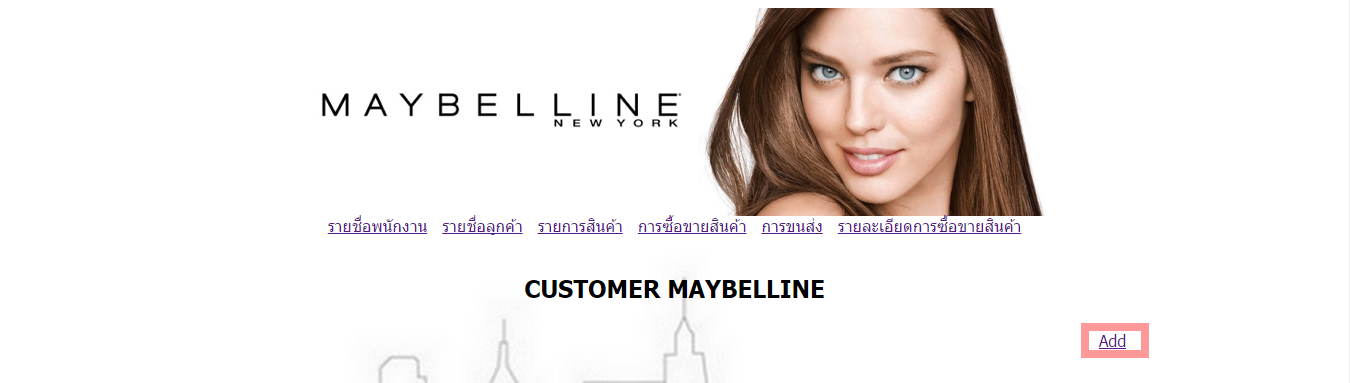 MAYBELLINE
NEW YORK
รายชื่อพนักงาน รายชื่อลูกค้า รายการสินค้า การซื้อขายสินค้า การขนส่ง รายละเอียดการซื้อขายสินค้า
CUSTOMER MAYBELLINE
Add